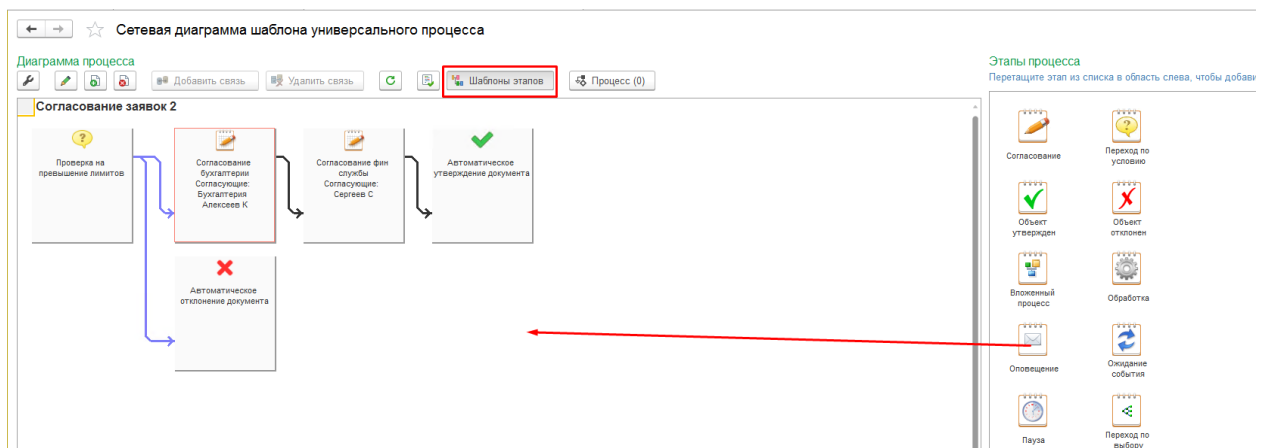 Сетевая диаграмма шаблона универсального процесса
Диаграмма процесса
Добавить связь
Удалить связь
Шаблоны этапов
Процесс (0)
Согласование заявок 2
Проверка на
превышение лимитов
Согласование
бухгалтерии
Согласующие:
Бухгалтерия
Алексеев К
Согласование фин
службы
Согласующие:
Сергеев С
Автоматическое
утверждение документа
Автоматическое
отклонение документа
Этапы процесса
Перетащите этап из списка в область слева, чтобы добави
Согласование
Переход по
условию
Объект
утвержден
Объект
отклонен
Вложенный
процесс
Обработка
Оповещение
Ожидание
события
Пауза
Переход по
выбору